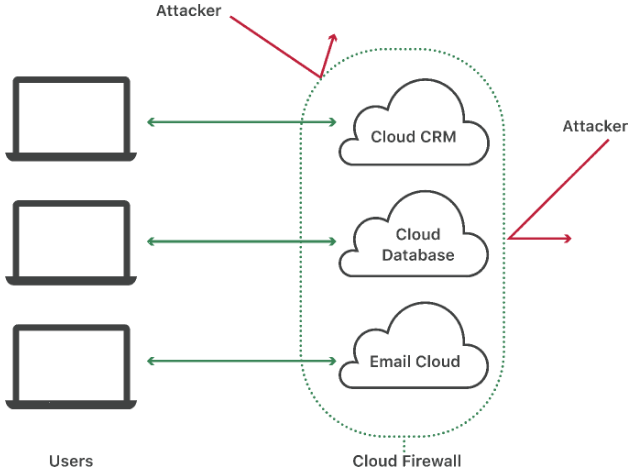 Attacker
Cloud CRM
Attacker
Cloud
Database
Email Cloud
Users
Cloud Firewall